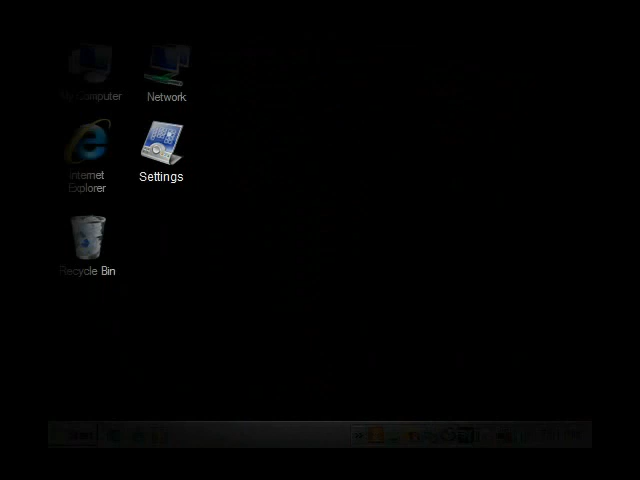 My Computer
Network
Internet
Explorer
Settings
Recycle Bin